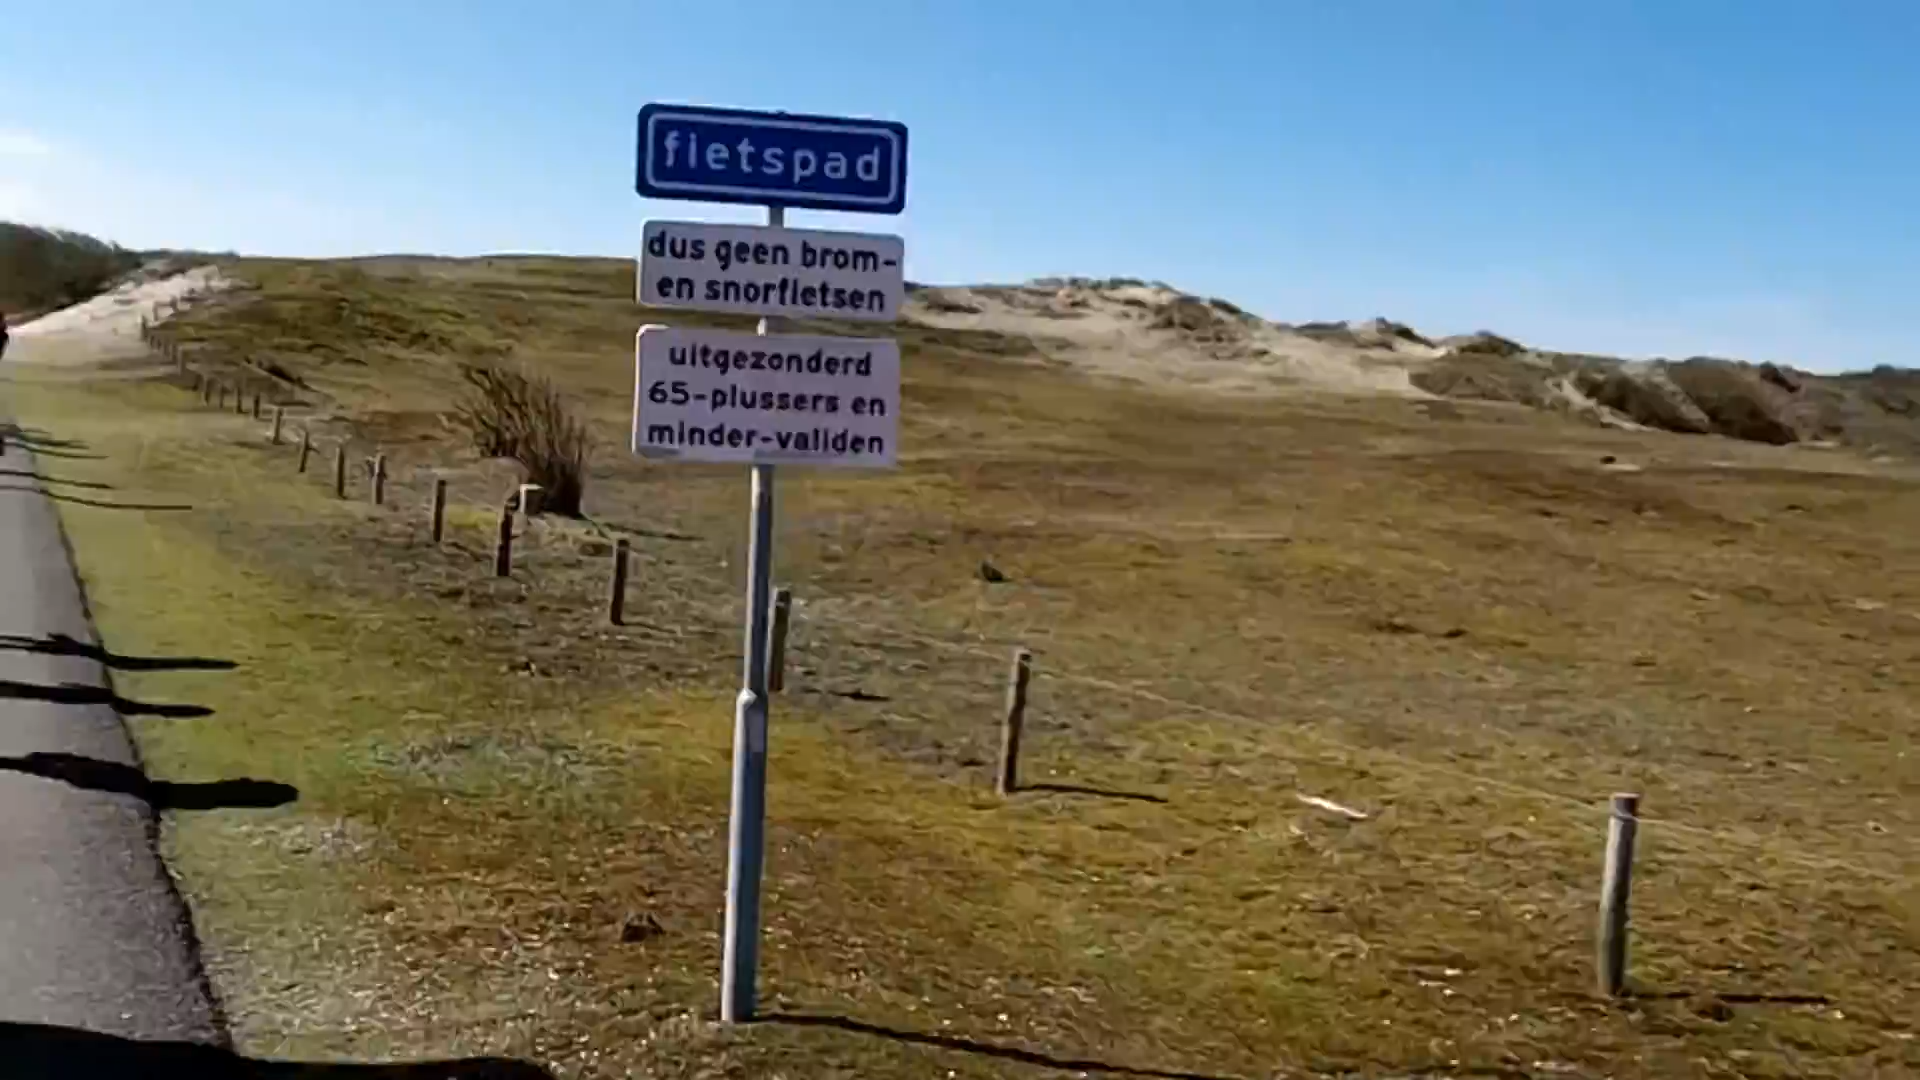 fietspad
dus geen brom-
en snorfietsen
uitgezonderd
65-plussers en
minder-validen